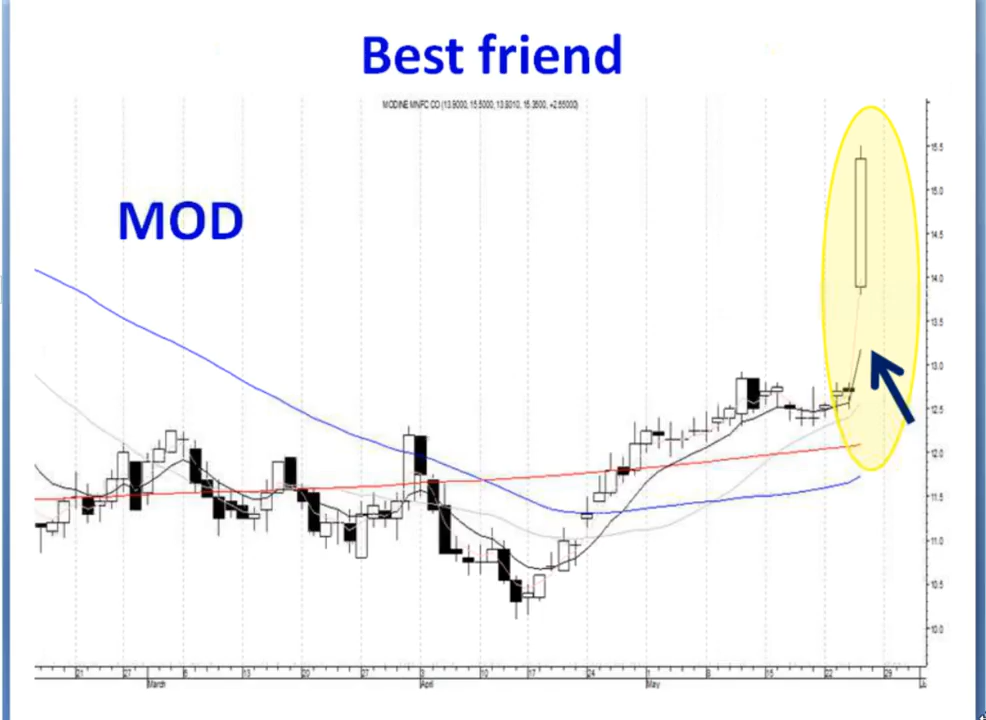 Best friend
MODINE MNFC CO (13.9000, 15.5000, 13.8010, 15.3500, +2.65000)
MOD
15.5
15.0
14.5
14.0
13.5
13.0
12.5
12.0
11.5
11.0
10.5
10.0
21 27 6 13 20 27 3 10 17 24 1 8 15 22 29
March April May